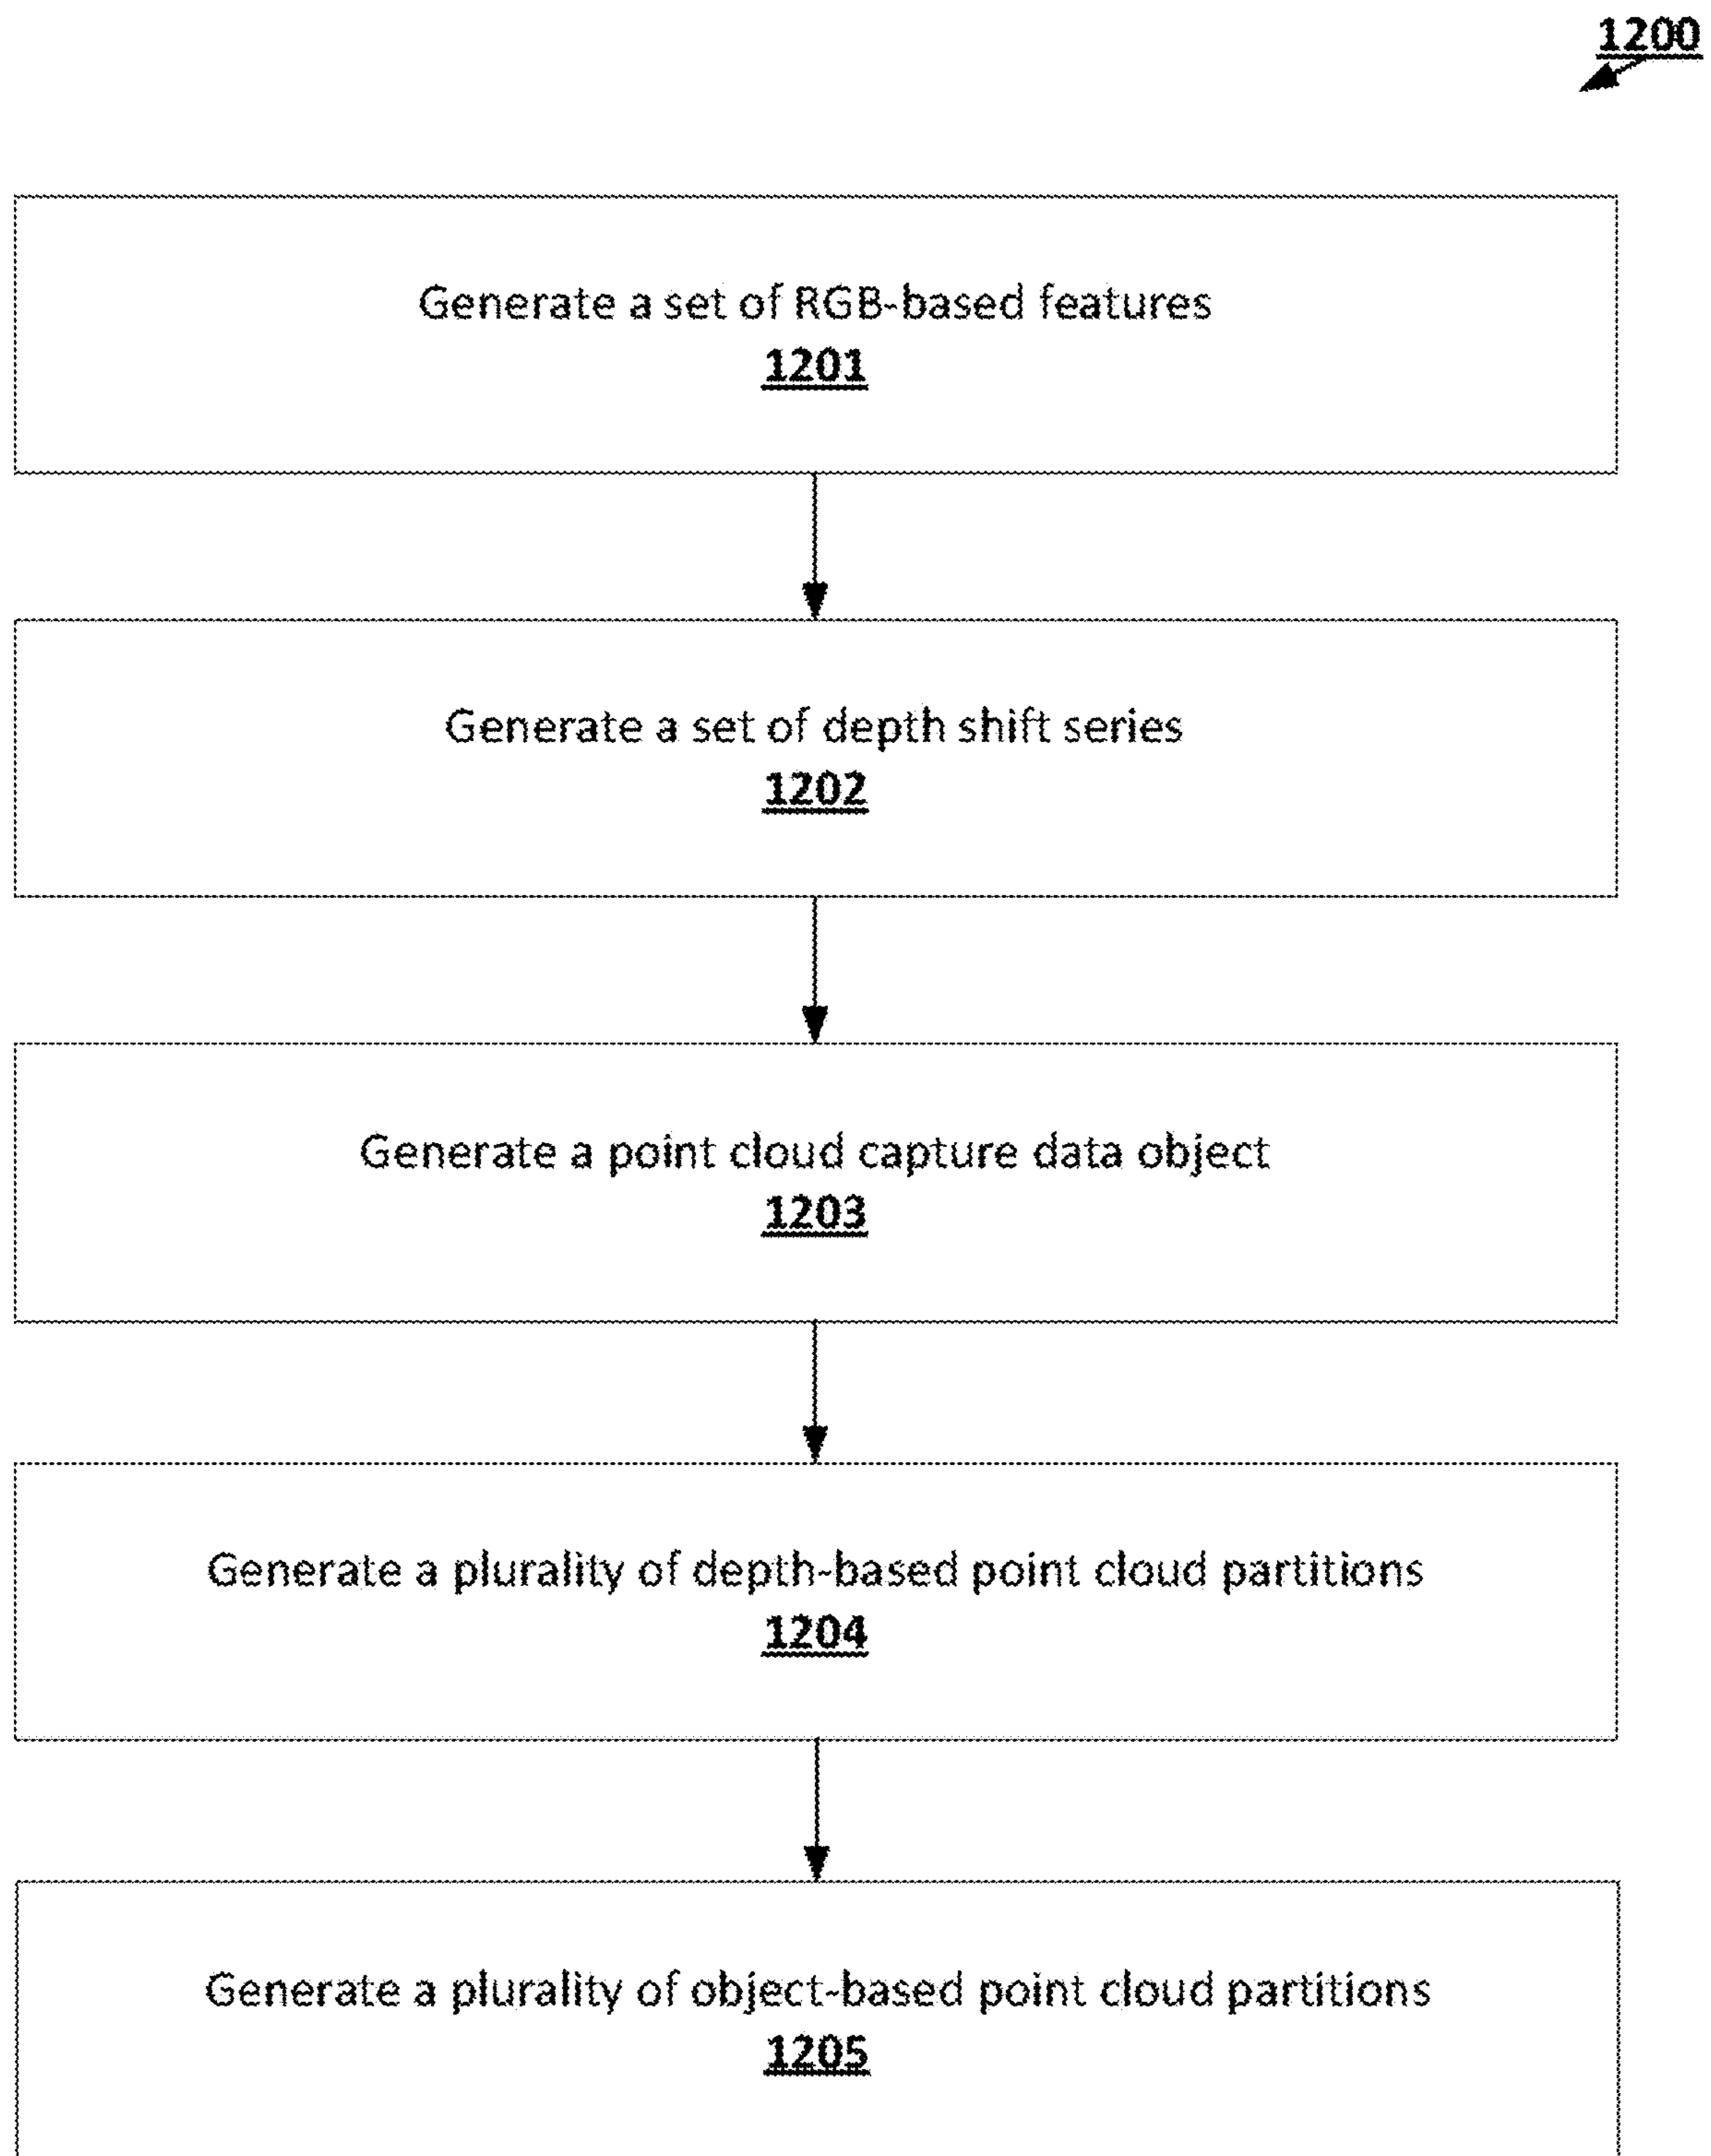 1200
Generate a set of RGB-based features
1201
Generate a set of depth shift series
1202
Generate a point cloud capture data object
1203
Generate a plurality of depth-based point cloud partitions
1204
Generate a plurality of object-based point cloud partitions
1205